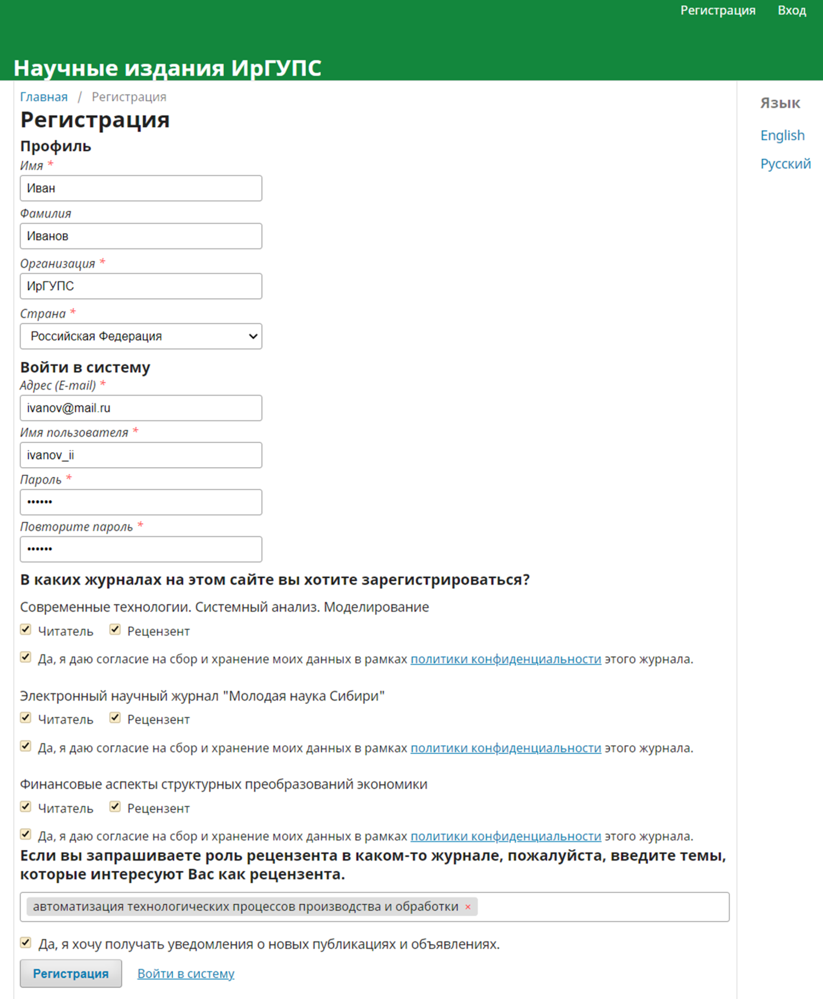 Регистрация Вход
Научные издания ИрГУПС
Главная / Регистрация
Язык
English
Русский
Регистрация
Профиль
Имя *
Иван
Фамилия
Иванов
Организация *
ИрГУПС
Страна *
Российская Федерация
Войти в систему
Адрес (E-mail) *
ivanov@mail.ru
Имя пользователя *
ivanov_ii
Пароль *
••••••
Повторите пароль *
••••••
В каких журналах на этом сайте вы хотите зарегистрироваться?
Современные технологии. Системный анализ. Моделирование
Читатель Рецензент
Да, я даю согласие на сбор и хранение моих данных в рамках политики конфиденциальности этого журнала.
Электронный научный журнал "Молодая наука Сибири"
Читатель Рецензент
Да, я даю согласие на сбор и хранение моих данных в рамках политики конфиденциальности этого журнала.
Финансовые аспекты структурных преобразований экономики
Читатель Рецензент
Да, я даю согласие на сбор и хранение моих данных в рамках политики конфиденциальности этого журнала.
Если вы запрашиваете роль рецензента в каком-то журнале, пожалуйста, введите темы,
которые интересуют Вас как рецензента.
автоматизация технологических процессов производства и обработки ×
Да, я хочу получать уведомления о новых публикациях и объявлениях.
Регистрация Войти в систему